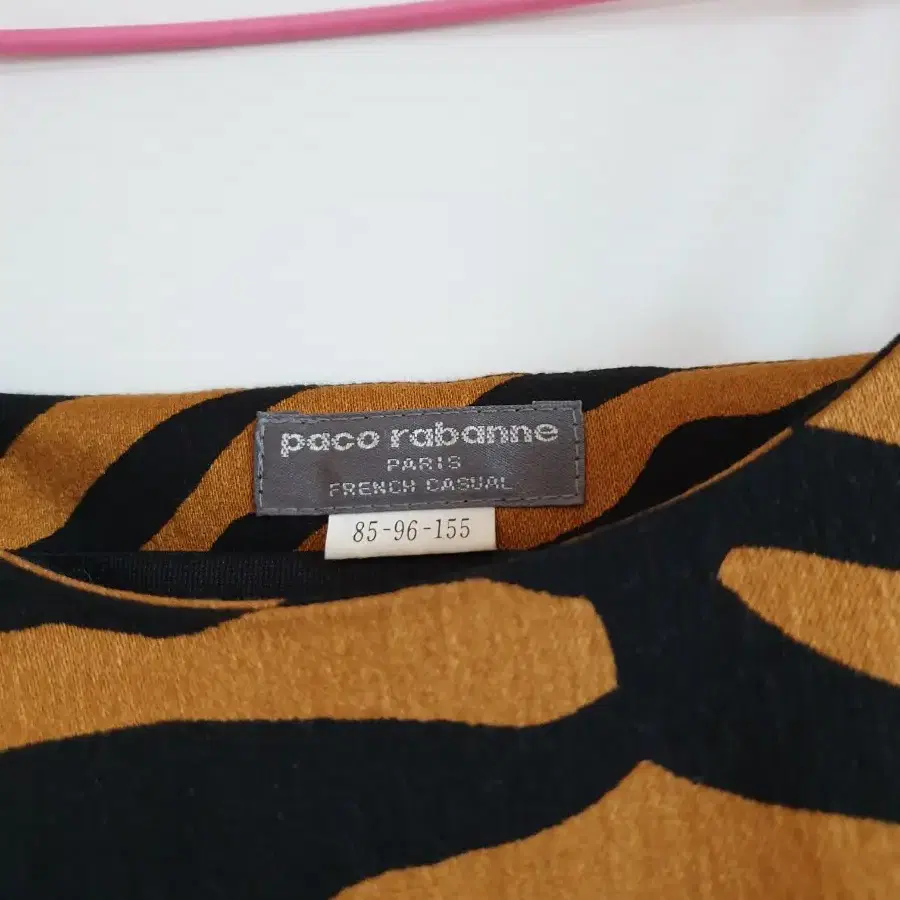 paco rabanne
PARIS
FRENCH CASUAL
85-96-155